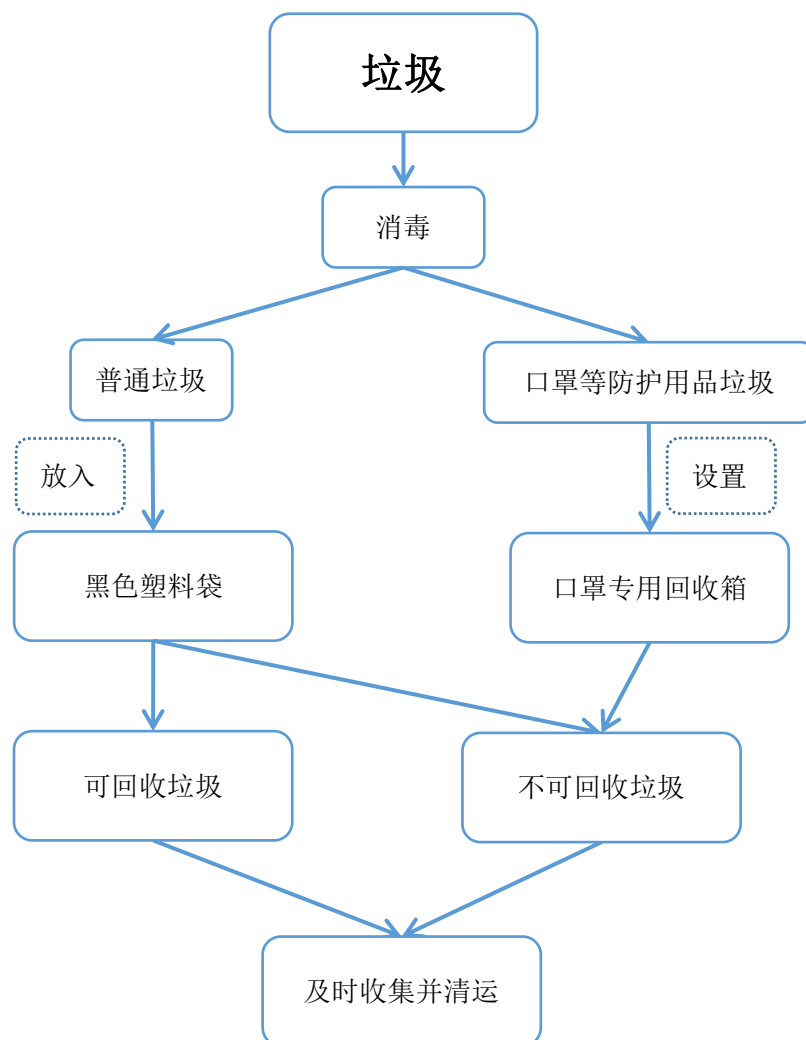 垃圾
消毒
普通垃圾
口罩等防护用品垃圾
放入
设置
黑色塑料袋
口罩专用回收箱
可回收垃圾
不可回收垃圾
及时收集并清运